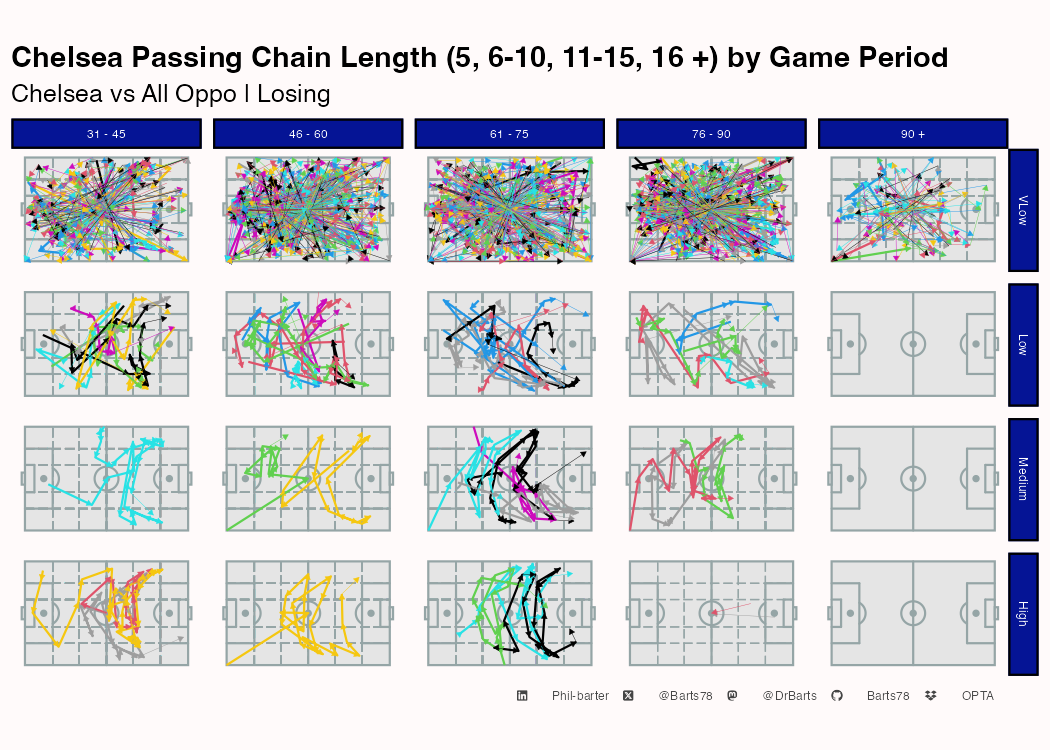 Chelsea Passing Chain Length (5, 6-10, 11-15, 16 +) by Game Period
Chelsea vs All Oppo | Losing
31 - 45 46 - 60 61 - 75 76 - 90 90 +
VLow
Low
Medium
High
Phil-barter @Barts78 @DrBarts Barts78 OPTA